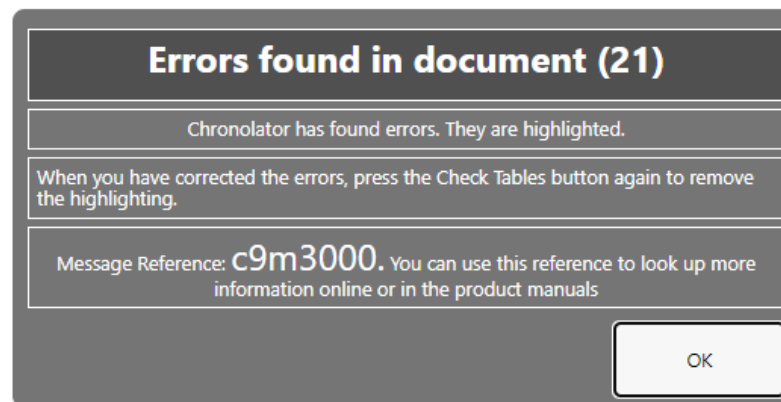 Errors found in document (21)
Chronolator has found errors. They are highlighted.
When you have corrected the errors, press the Check Tables button again to remove
the highlighting.
Message Reference: c9m3000. You can use this reference to look up more
information online or in the product manuals
OK